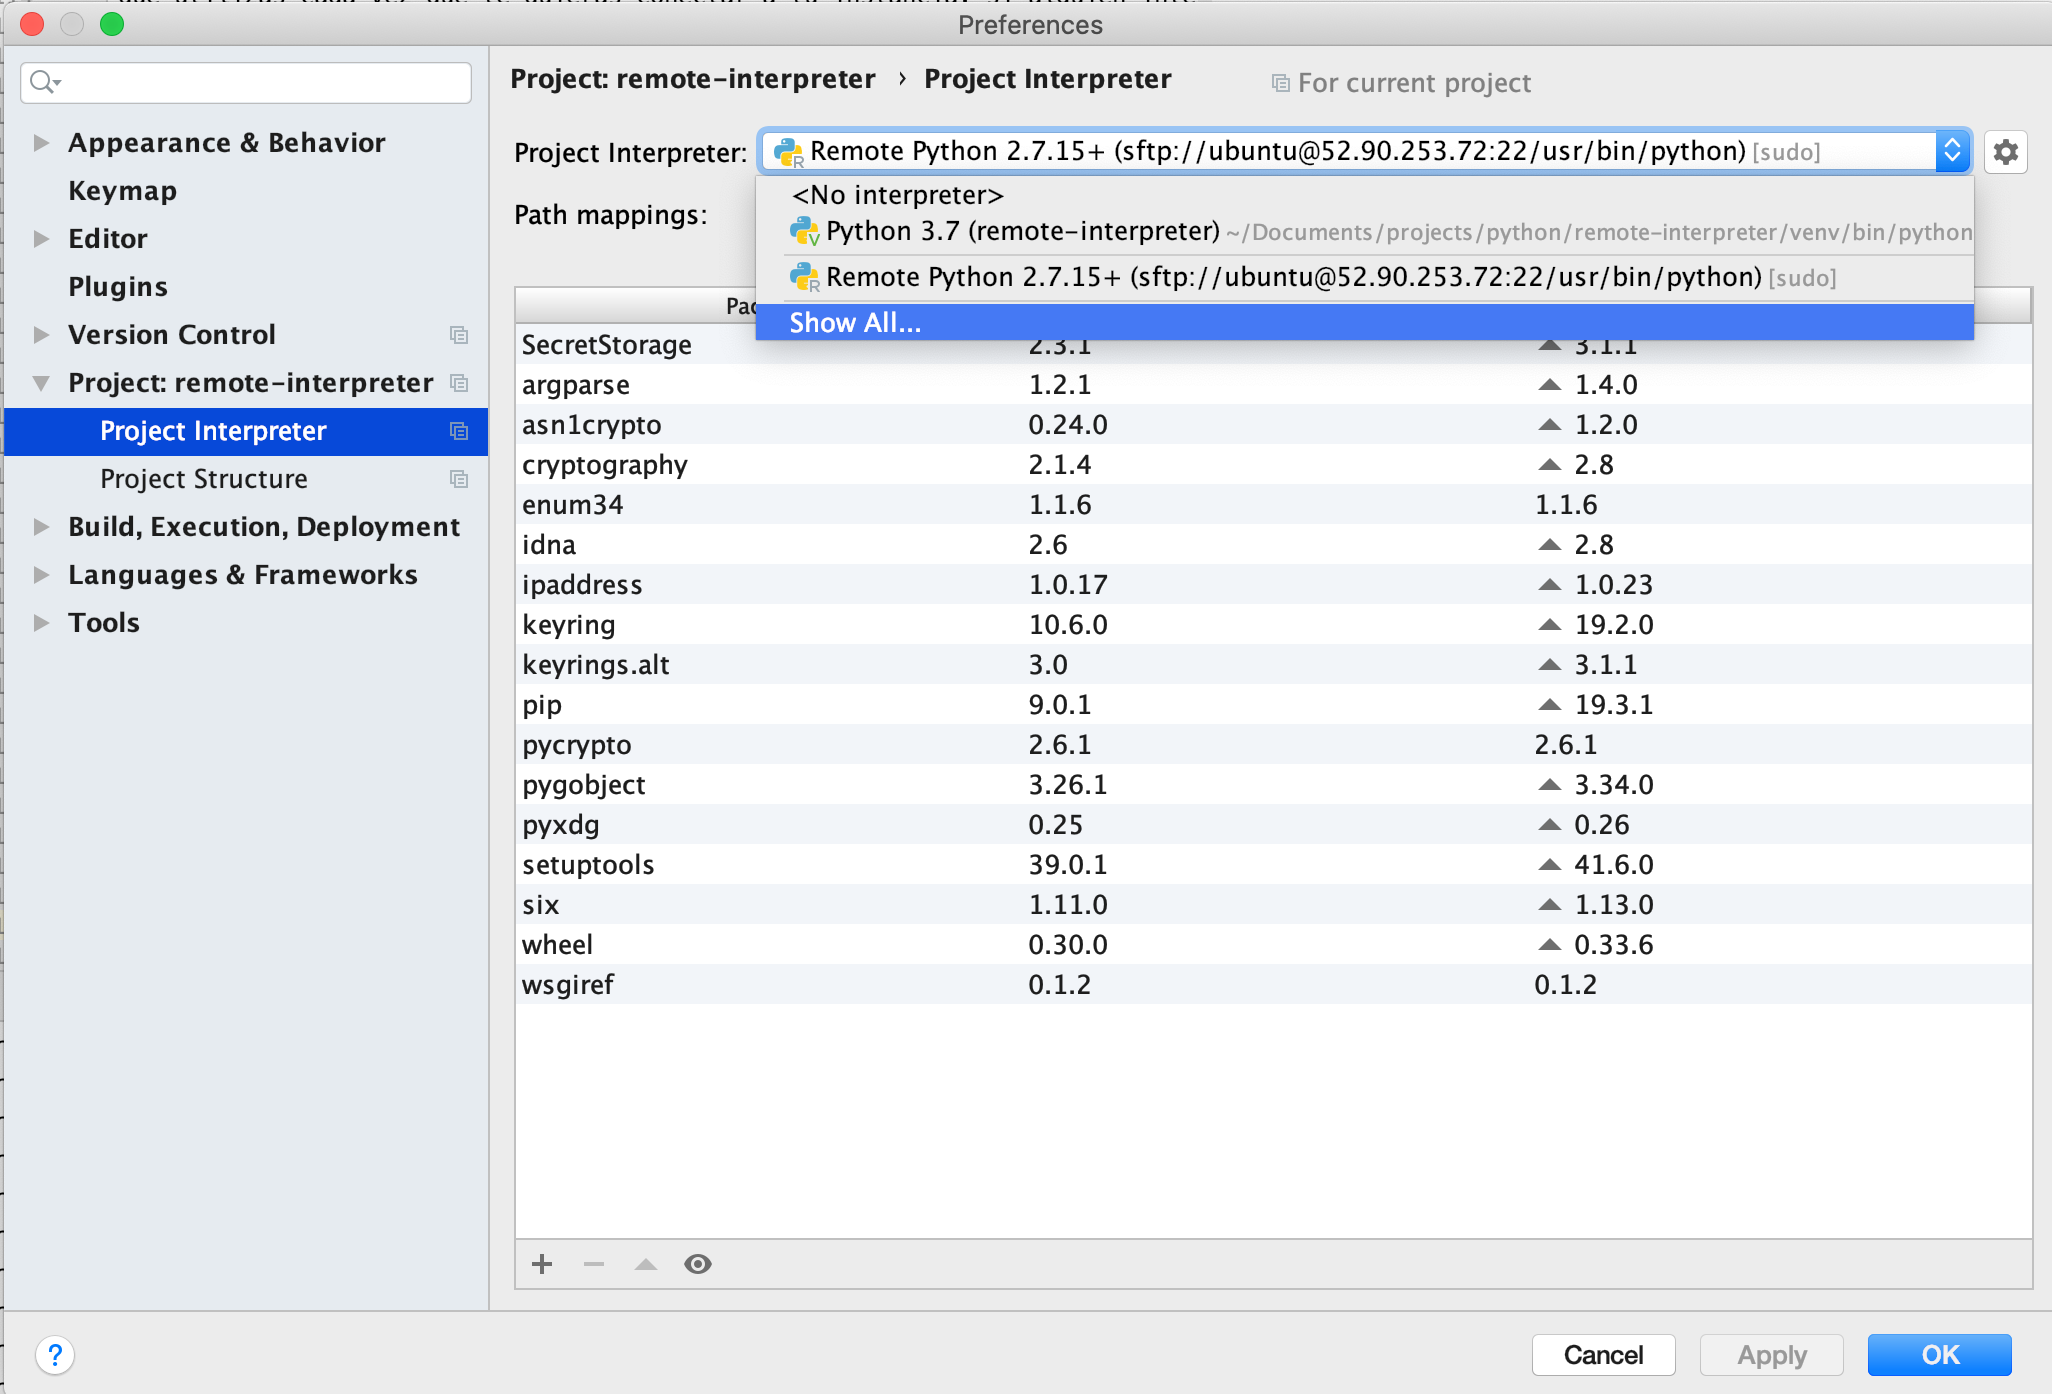 Preferences
Project: remote-interpreter › Project Interpreter
For current project
Appearance & Behavior
Keymap
Editor
Plugins
Version Control
Project: remote-interpreter
Project Interpreter
Project Structure
Build, Execution, Deployment
Languages & Frameworks
Tools
Project Interpreter: Remote Python 2.7.15+ (sftp://ubuntu@52.90.253.72:22/usr/bin/python) [sudo]
<No interpreter>
Python 3.7 (remote-interpreter) ~/Documents/projects/python/remote-interpreter/venv/bin/python
Remote Python 2.7.15+ (sftp://ubuntu@52.90.253.72:22/usr/bin/python) [sudo]
Show All...
Path mappings:
SecretStorage 2.3.1 3.1.1
argparse 1.2.1 1.4.0
asn1crypto 0.24.0 1.2.0
cryptography 2.1.4 2.8
enum34 1.1.6 1.1.6
idna 2.6 2.8
ipaddress 1.0.17 1.0.23
keyring 10.6.0 19.2.0
keyrings.alt 3.0 3.1.1
pip 9.0.1 19.3.1
pycrypto 2.6.1 2.6.1
pygobject 3.26.1 3.34.0
pyxdg 0.25 0.26
setuptools 39.0.1 41.6.0
six 1.11.0 1.13.0
wheel 0.30.0 0.33.6
wsgiref 0.1.2 0.1.2
?
Cancel
Apply
OK